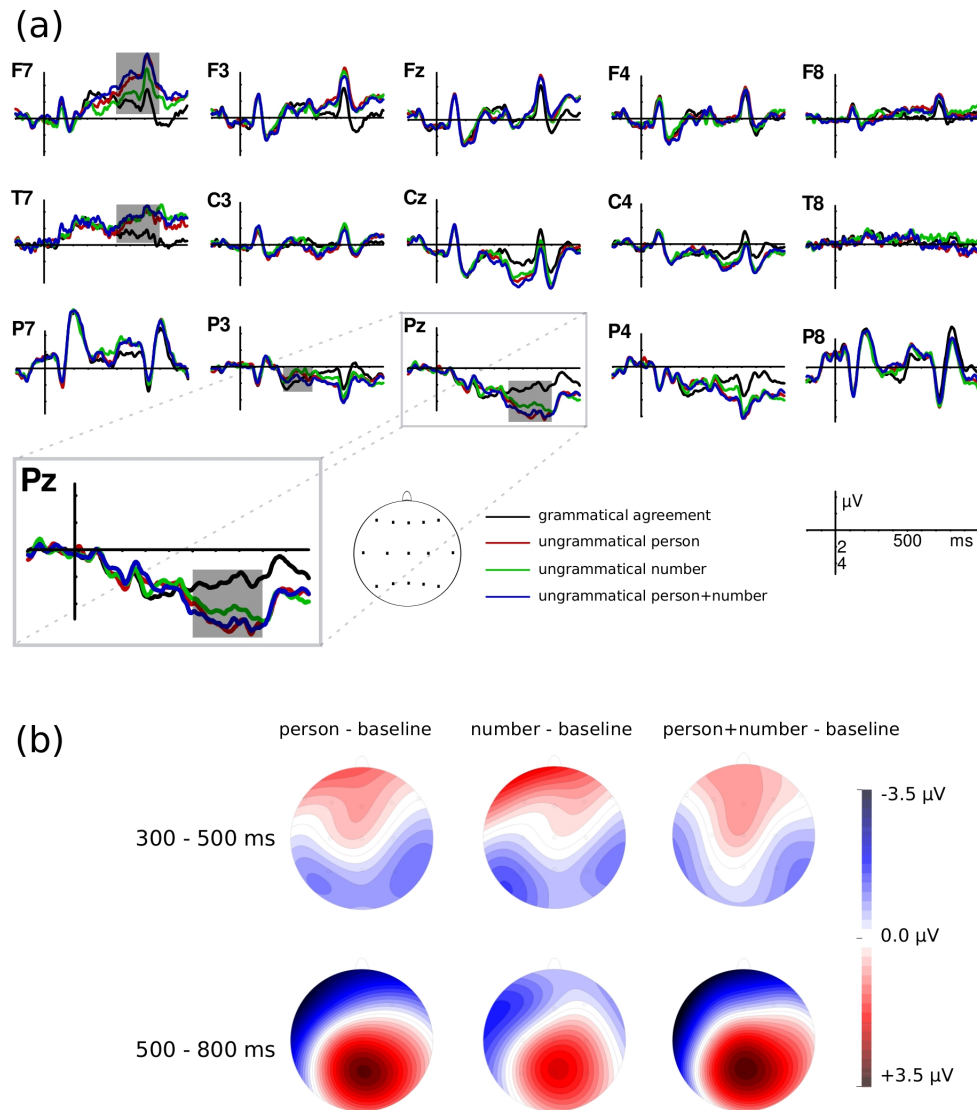 (a)
F7 F3 Fz F4 F8
T7 C3 Cz C4 T8
P7 P3 Pz P4 P8
Pz
grammatical agreement
ungrammatical person
ungrammatical number
ungrammatical person+number
µV
2
4
500 ms
(b)
person - baseline number - baseline person+number - baseline
300 - 500 ms
500 - 800 ms
-3.5 µV
0.0 µV
+3.5 µV